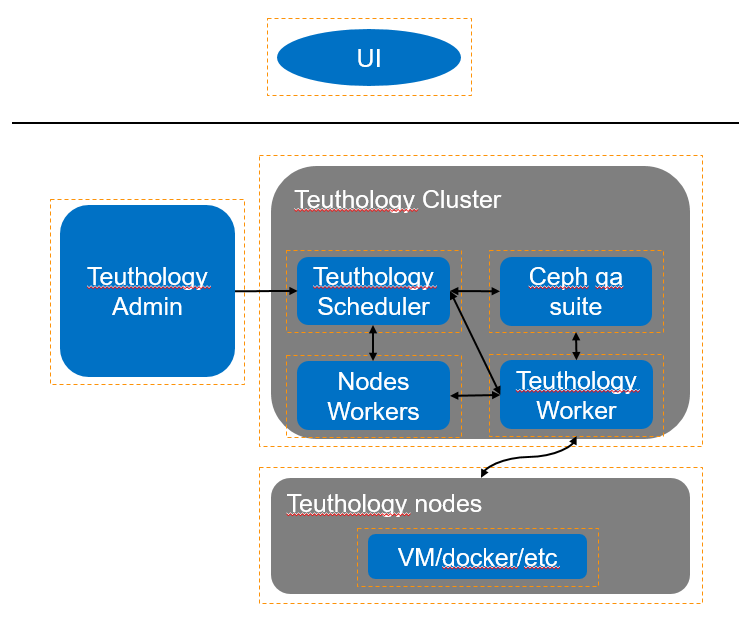 UI
Teuthology Cluster
Teuthology
Admin
Teuthology
Scheduler
Ceph qa
suite
Nodes
Workers
Teuthology
Worker
Teuthology nodes
VM/docker/etc